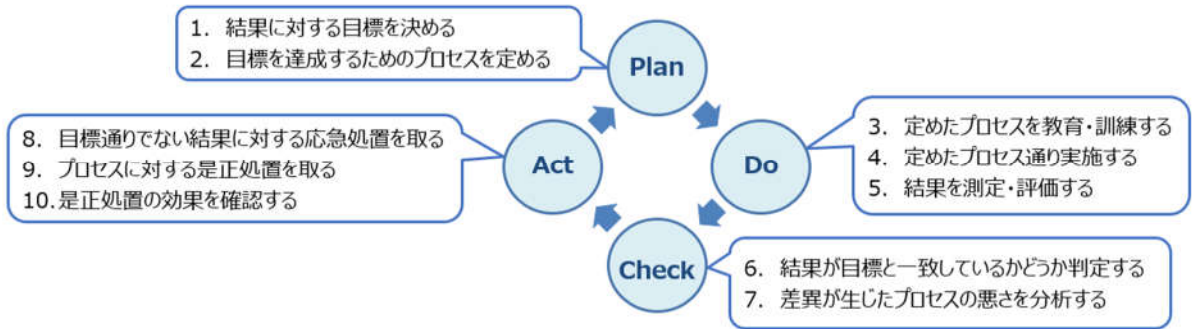 1. 結果に対する目標を決める
2. 目標を達成するためのプロセスを定める
Plan
3. 定めたプロセスを教育・訓練する
4. 定めたプロセス通り実施する
5. 結果を測定・評価する
Do
6. 結果が目標と一致しているかどうか判定する
7. 差異が生じたプロセスの悪さを分析する
Check
8. 目標通りでない結果に対する応急処置を取る
9. プロセスに対する是正処置を取る
10. 是正処置の効果を確認する
Act